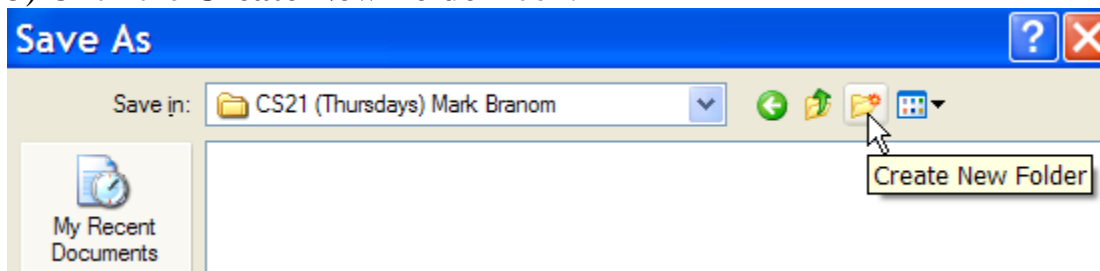 Save As
Save in: CS21 (Thursdays) Mark Branom
Create New Folder
My Recent
Documents